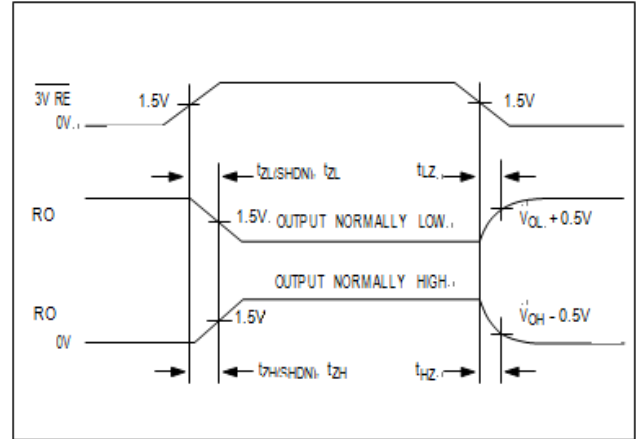 3V RE
1.5V
1.5V
0V.
tZL(SHDN), tZL
tLZ.
RO
1.5V.
OUTPUT NORMALLY LOW.
VOL. + 0.5V
OUTPUT NORMALLY HIGH.
RO
1.5V
VOH - 0.5V
0V
tZH(SHDN), tZH
tHZ.